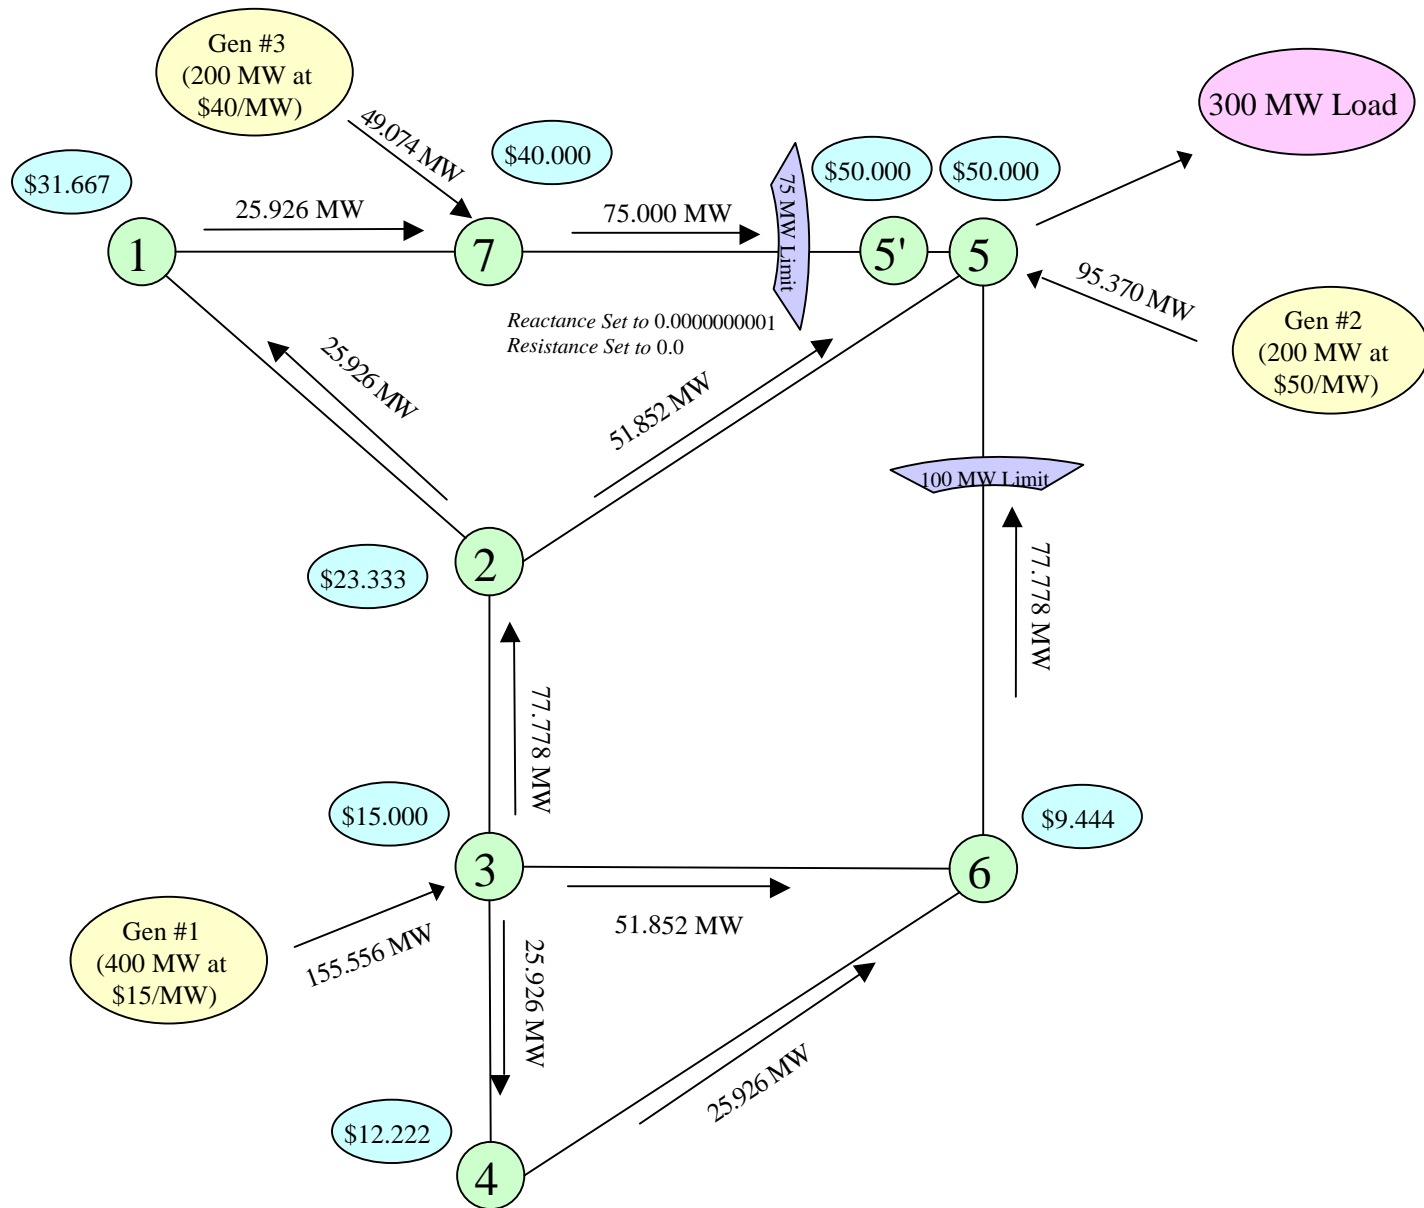 Gen #3
(200 MW at
$40/MW)
300 MW Load
49.074 MW
$31.667
$40.000
$50.000
$50.000
75 MW Limit
25.926 MW
75.000 MW
1
7
5'
5
95.370 MW
Reactance Set to 0.0000000001
Resistance Set to 0.0
Gen #2
(200 MW at
$50/MW)
25.926 MW
51.852 MW
100 MW Limit
2
$23.333
77.778 MW
77.778 MW
$15.000
$9.444
3
6
Gen #1
(400 MW at
$15/MW)
155.556 MW
51.852 MW
25.926 MW
25.926 MW
$12.222
4